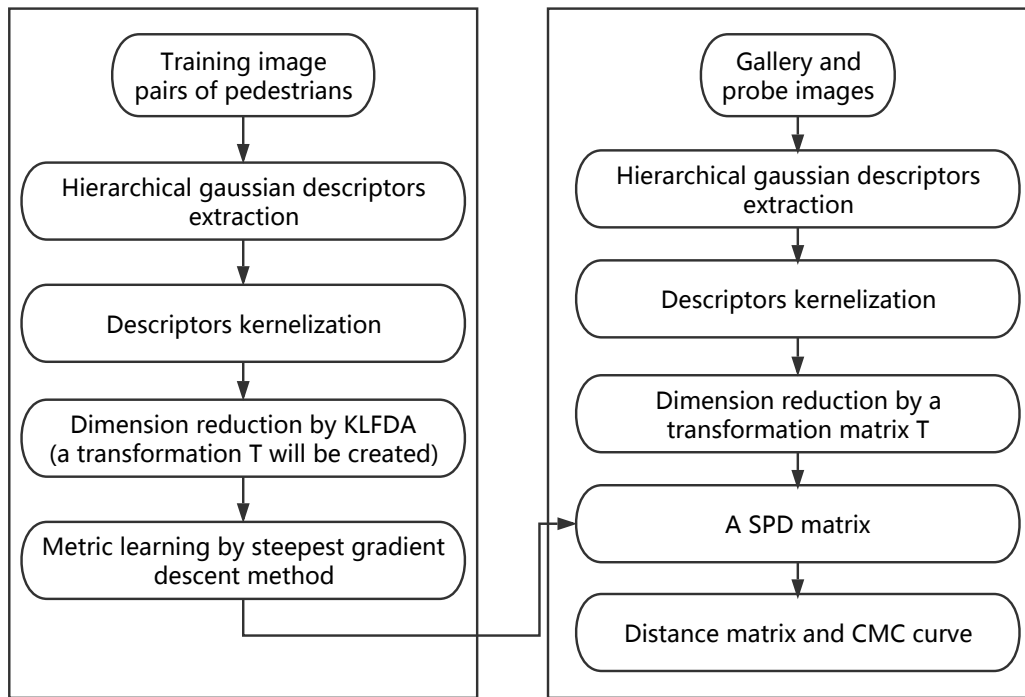 Training image
pairs of pedestrians
Hierarchical gaussian descriptors
extraction
Descriptors kernelization
Dimension reduction by KLFDA
(a transformation T will be created)
Metric learning by steepest gradient
descent method
Gallery and
probe images
Hierarchical gaussian descriptors
extraction
Descriptors kernelization
Dimension reduction by a
transformation matrix T
A SPD matrix
Distance matrix and CMC curve